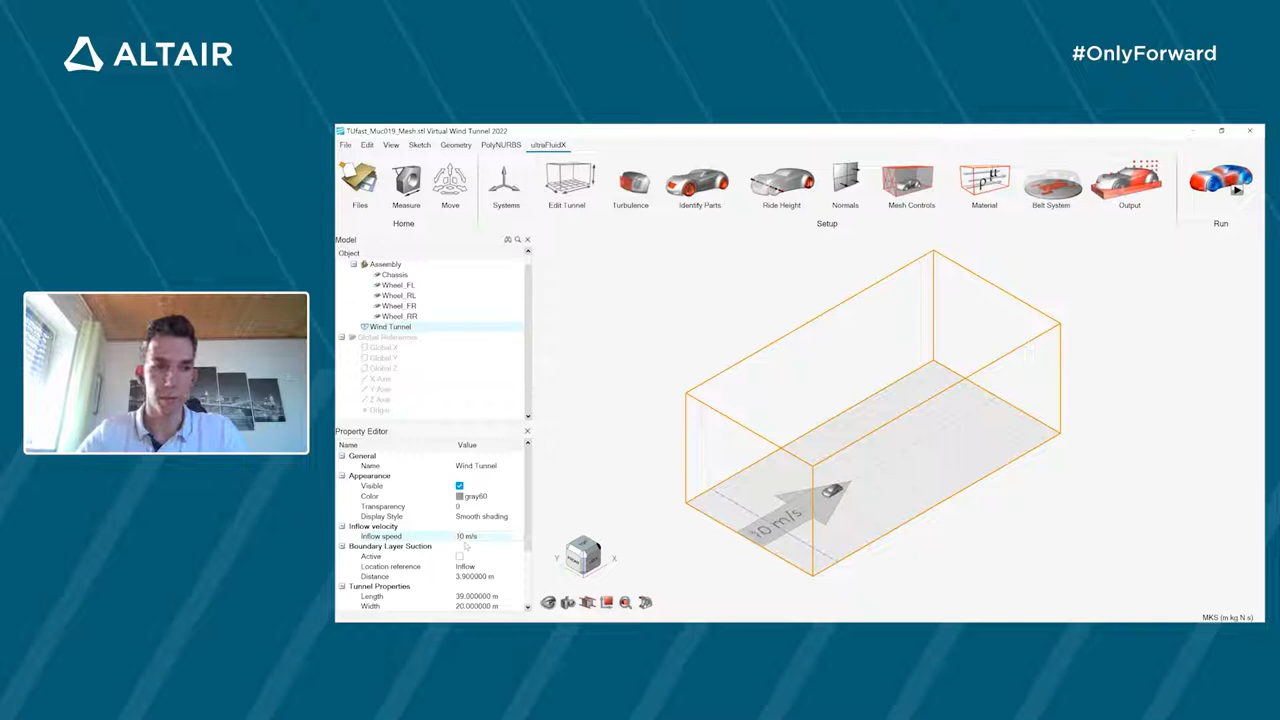 ALTAIR
#OnlyForward
TUfast_Muc019_Mesh.stl Virtual Wind Tunnel 2022
File Edit View Sketch Geometry PolyNURBS ultraFluidX
Files Measure Move Systems Edit Tunnel Turbulence Identify Parts Ride Height Normals Mesh Controls Material Belt System Output
Home Setup Run
Model
Object
Assembly
Chassis
Wheel_FL
Wheel_RL
Wheel_FR
Wheel_RR
Wind Tunnel
Global References
Global X
Global Y
Global Z
X Axis
Y Axis
Z Axis
Origin
Property Editor
Name Value
General
Name Wind Tunnel
Appearance
Visible
Color gray60
Transparency 0
Display Style Smooth shading
Inflow velocity
Inflow speed 10 m/s
Boundary Layer Suction
Active
Location reference Inflow
Distance 3.900000 m
Tunnel Properties
Length 39.000000 m
Width 20.000000 m
10 m/s
Y X
MKS (m kg N s)